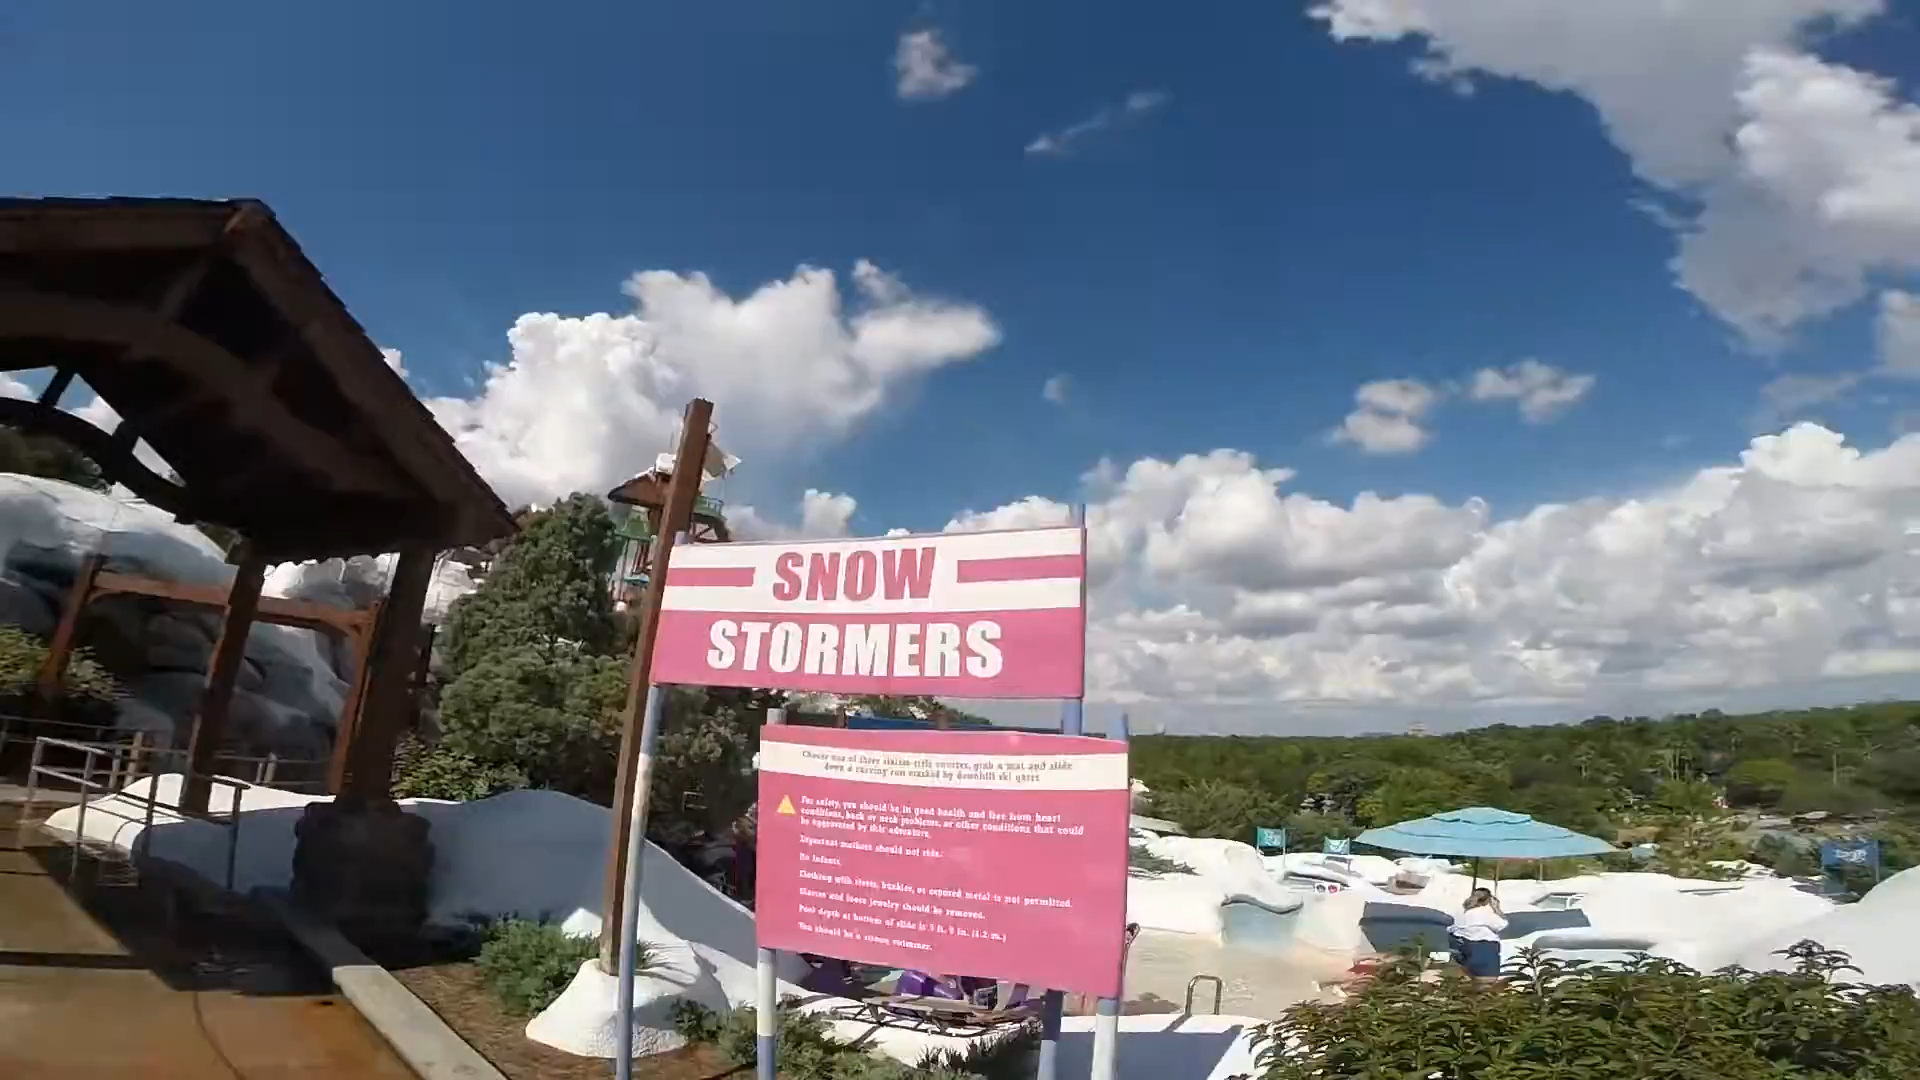 SNOW
STORMERS
Choose one of three slalom-style courses, grab a mat and slide
down a curving run marked by downhill ski gates
For safety, you should be in good health and free from heart
conditions, back or neck problems, or other conditions that could
be aggravated by this adventure.
Expectant mothers should not ride.
No infants.
Clothing with rivets, buckles, or exposed metal is not permitted.
Glasses and loose jewelry should be removed.
Pool depth at bottom of slide is 3 ft. 9 in. (1.2 m.)
You should be a strong swimmer.